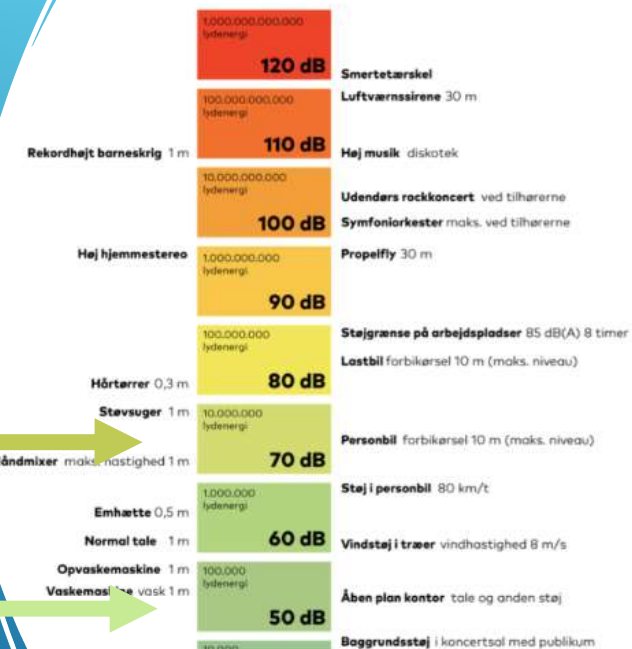 1.000.000.000.000
lydenergi
120 dB
Smertetærskel
100.000.000.000
lydenergi
Luftværnssirene 30 m
110 dB
Rekordhøjt barneskrig 1 m
Høj musik diskotek
10.000.000.000
lydenergi
Udendørs rockkoncert ved tilhørerne
100 dB
Symfoniorkester maks. ved tilhørerne
Høj hjemmestereo
1.000.000.000
lydenergi
Propelfly 30 m
90 dB
100.000.000
lydenergi
Støjgrænse på arbejdspladser 85 dB(A) 8 timer
Lastbil forbikørsel 10 m (maks. niveau)
Hårtørrer 0,3 m
80 dB
Støvsuger 1 m
10.000.000
lydenergi
Personbil forbikørsel 10 m (maks. niveau)
åndmixer maks. hastighed 1 m
70 dB
1.000.000
lydenergi
Støj i personbil 80 km/t
Emhætte 0,5 m
Normal tale 1 m
60 dB
Vindstøj i træer vindhastighed 8 m/s
Opvaskemaskine 1 m
100.000
lydenergi
Vaskemaskine vask 1 m
Åben plan kontor tale og anden støj
50 dB
Baggrundsstøj i koncertsal med publikum
10.000